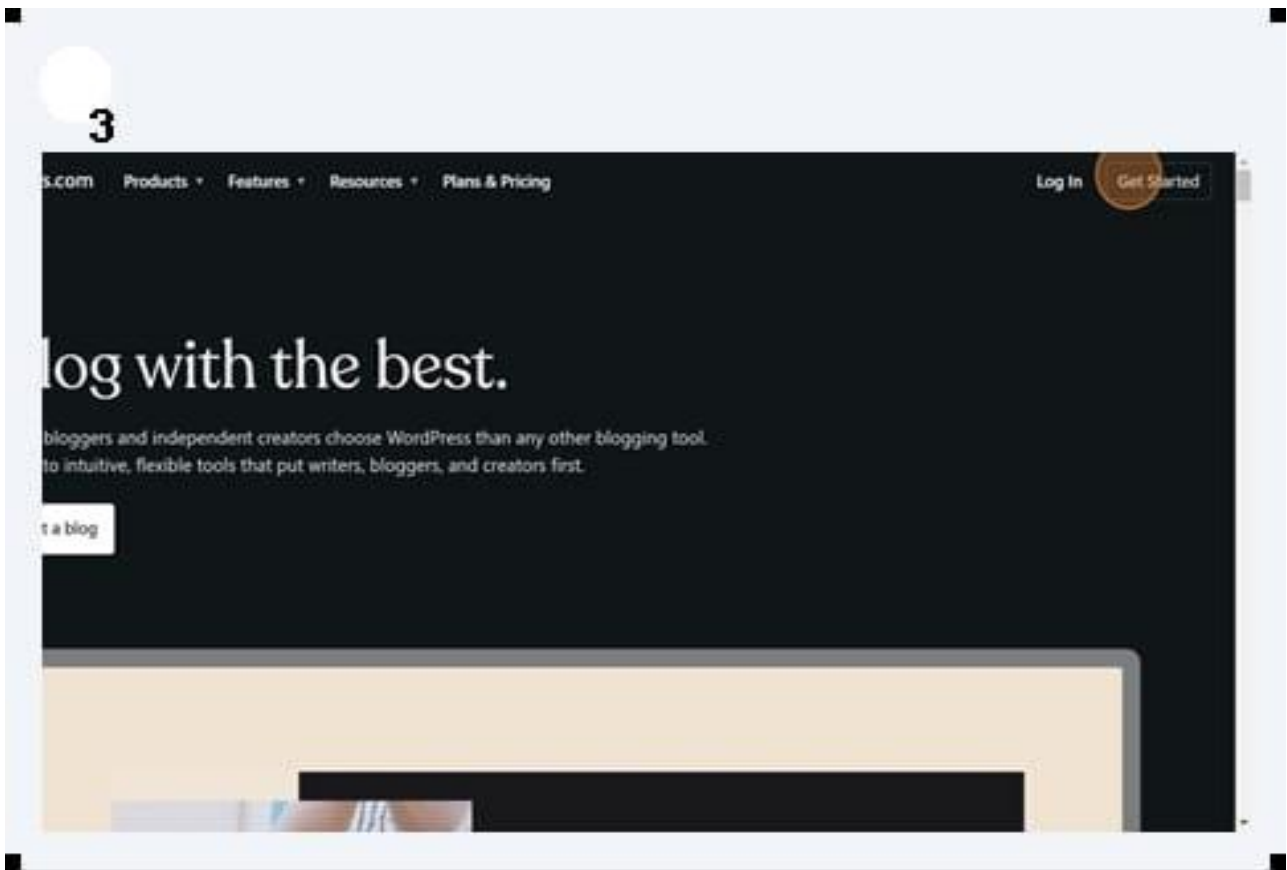 3
s.com Products Features Resources Plans & Pricing Log In Get Started
log with the best.
bloggers and independent creators choose WordPress than any other blogging tool.
to intuitive, flexible tools that put writers, bloggers, and creators first.
t a blog